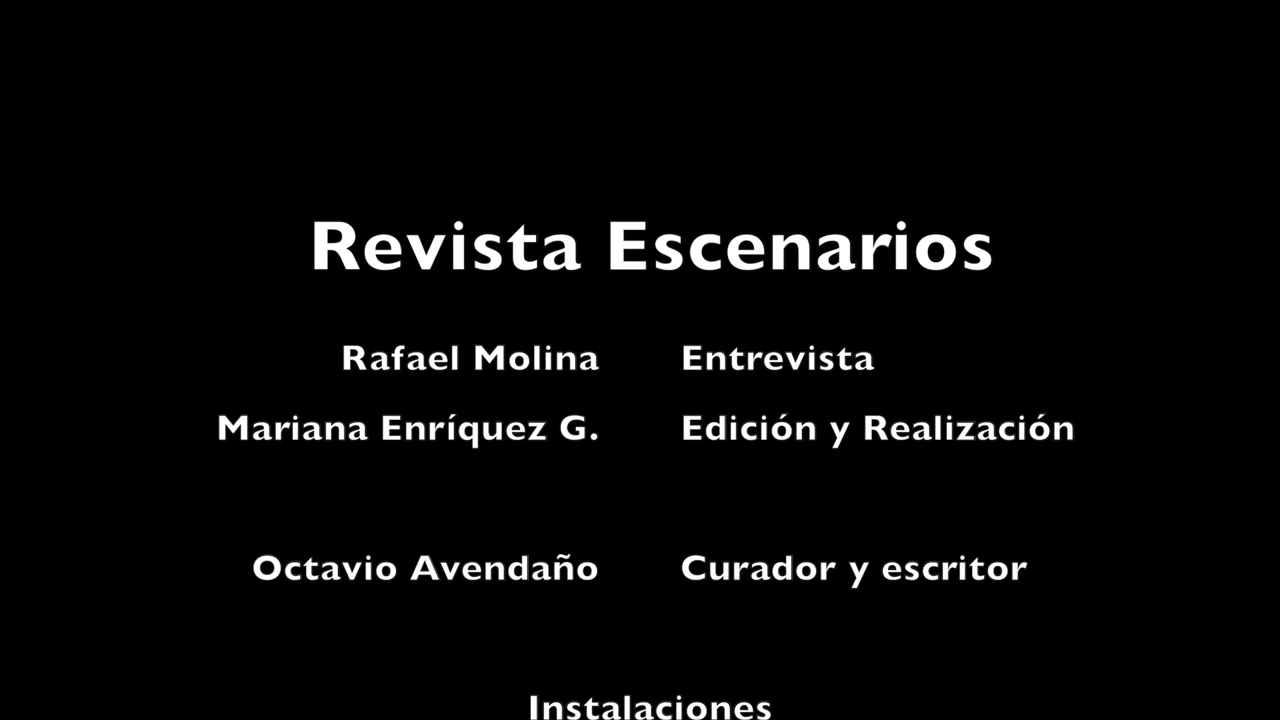 Revista Escenarios
Rafael Molina Entrevista
Mariana Enríquez G. Edición y Realización
Octavio Avendaño Curador y escritor
Instalaciones